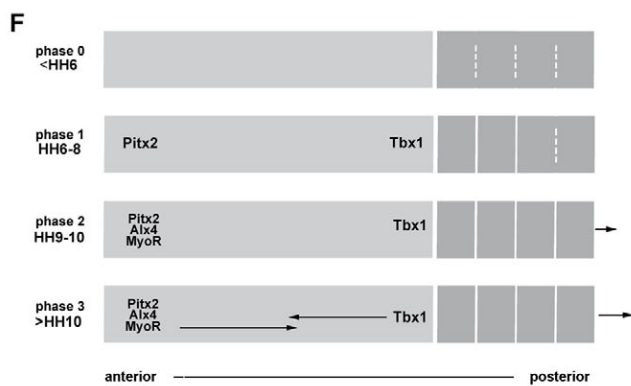 F
phase 0
<HH6
phase 1
HH6-8
Pitx2
Tbx1
phase 2
HH9-10
Pitx2
Alx4
MyoR
Tbx1
phase 3
>HH10
Pitx2
Alx4
MyoR
Tbx1
anterior
posterior